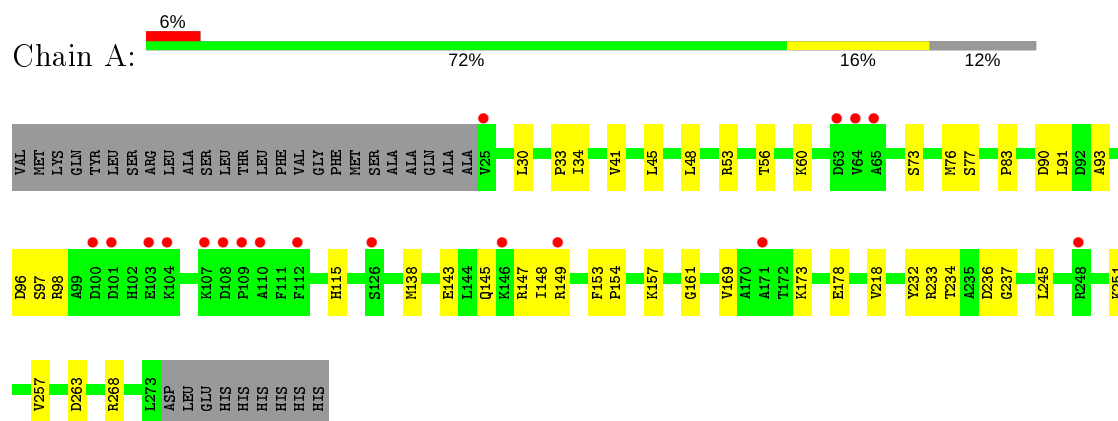 6%
Chain A:
72% 16% 12%
VAL MET LYS GLN TYR LEU SER ARG LEU ALA SER LEU THR LEU PHE VAL GLY PHE MET SER ALA ALA GLN ALA ALA V25 L30 P33 I34 V41 L45 L48 R53 T56 K60 D63 V64 A65 S73 M76 S77 P83 D90 L91 D92 A93
D96 S97 R98 A99 D100 D101 H102 E103 K104 K107 D108 P109 A110 F111 F112 H115 S126 M138 E143 L144 Q145 K146 R147 I148 R149 F153 P154 K157 G161 V169 A170 A171 T172 K173 E178 V218 Y232 R233 T234 A235 D236 G237 L245 R248 K251
V257 D263 R268 L273 ASP LEU GLU HIS HIS HIS HIS HIS HIS